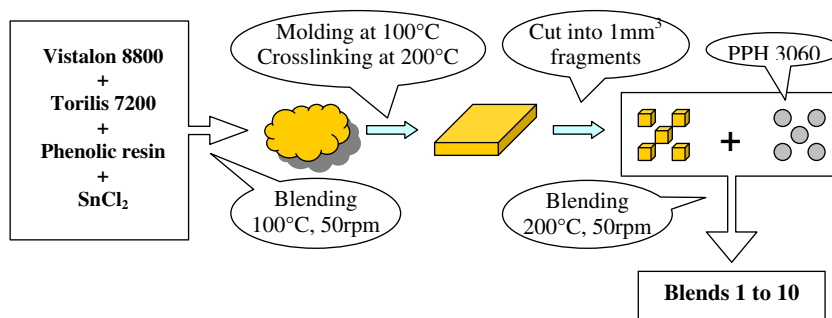 Vistalon 8800
+
Torilis 7200
+
Phenolic resin
+
SnCl₂
Molding at 100°C
Crosslinking at 200°C
Cut into 1mm³
fragments
PPH 3060
Blending
100°C, 50rpm
+
Blending
200°C, 50rpm
Blends 1 to 10